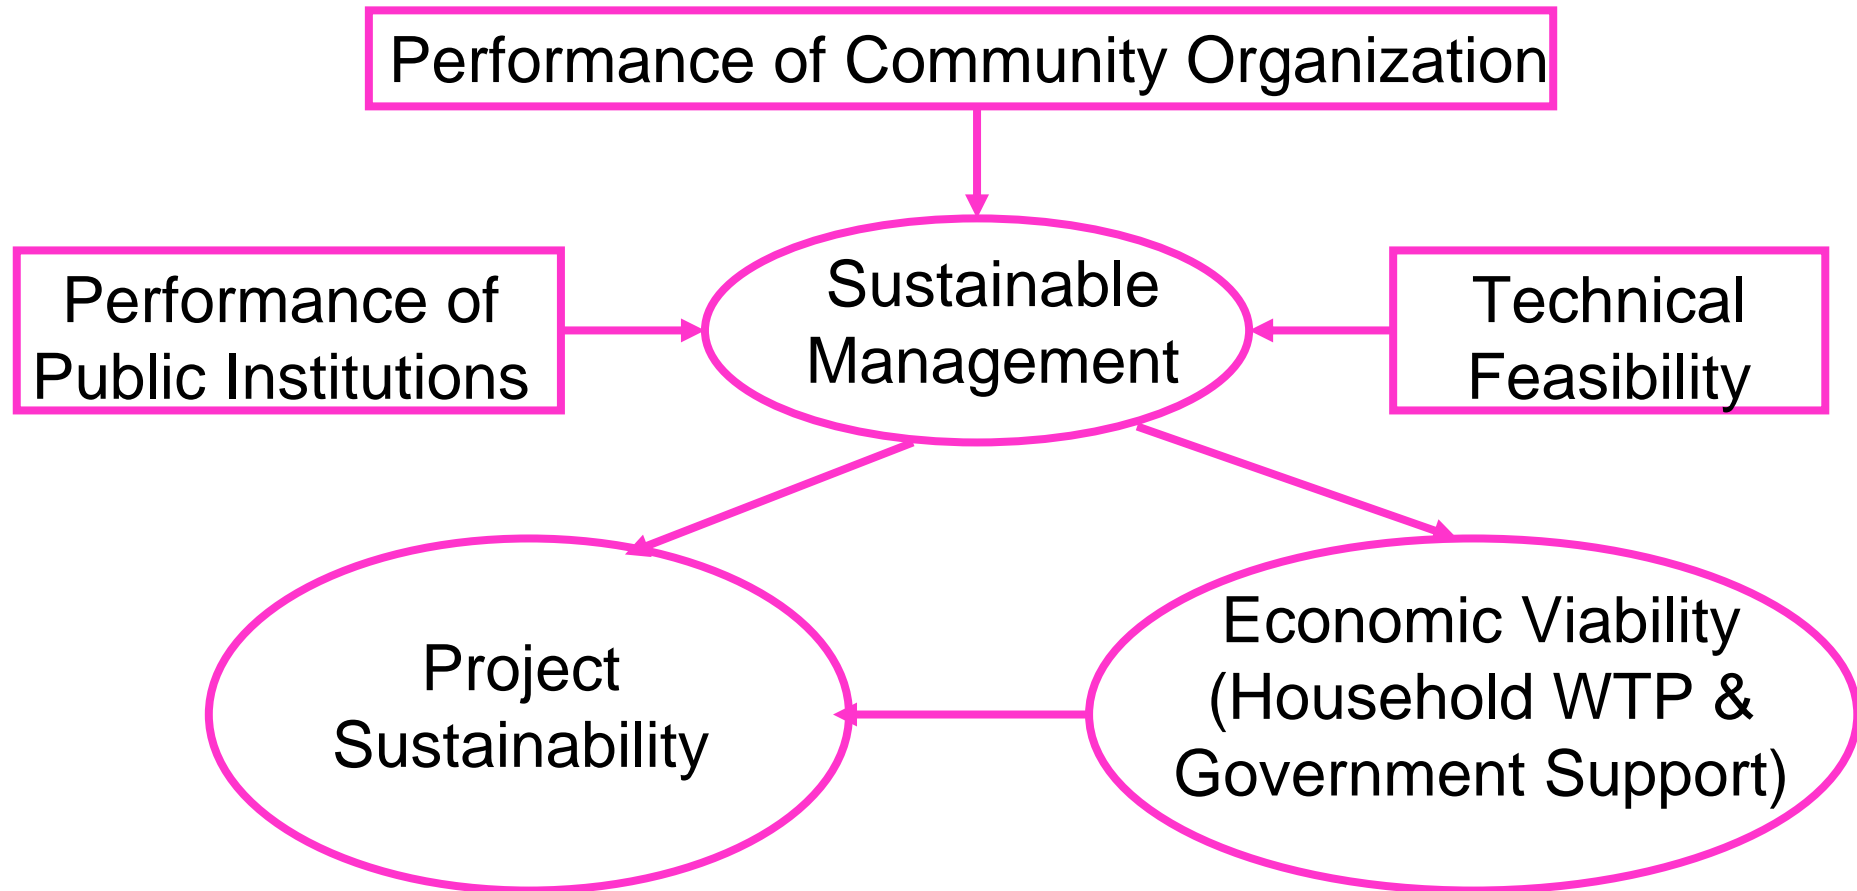 Performance of Community Organization
Performance of
Public Institutions
Sustainable
Management
Technical
Feasibility
Project
Sustainability
Economic Viability
(Household WTP &
Government Support)